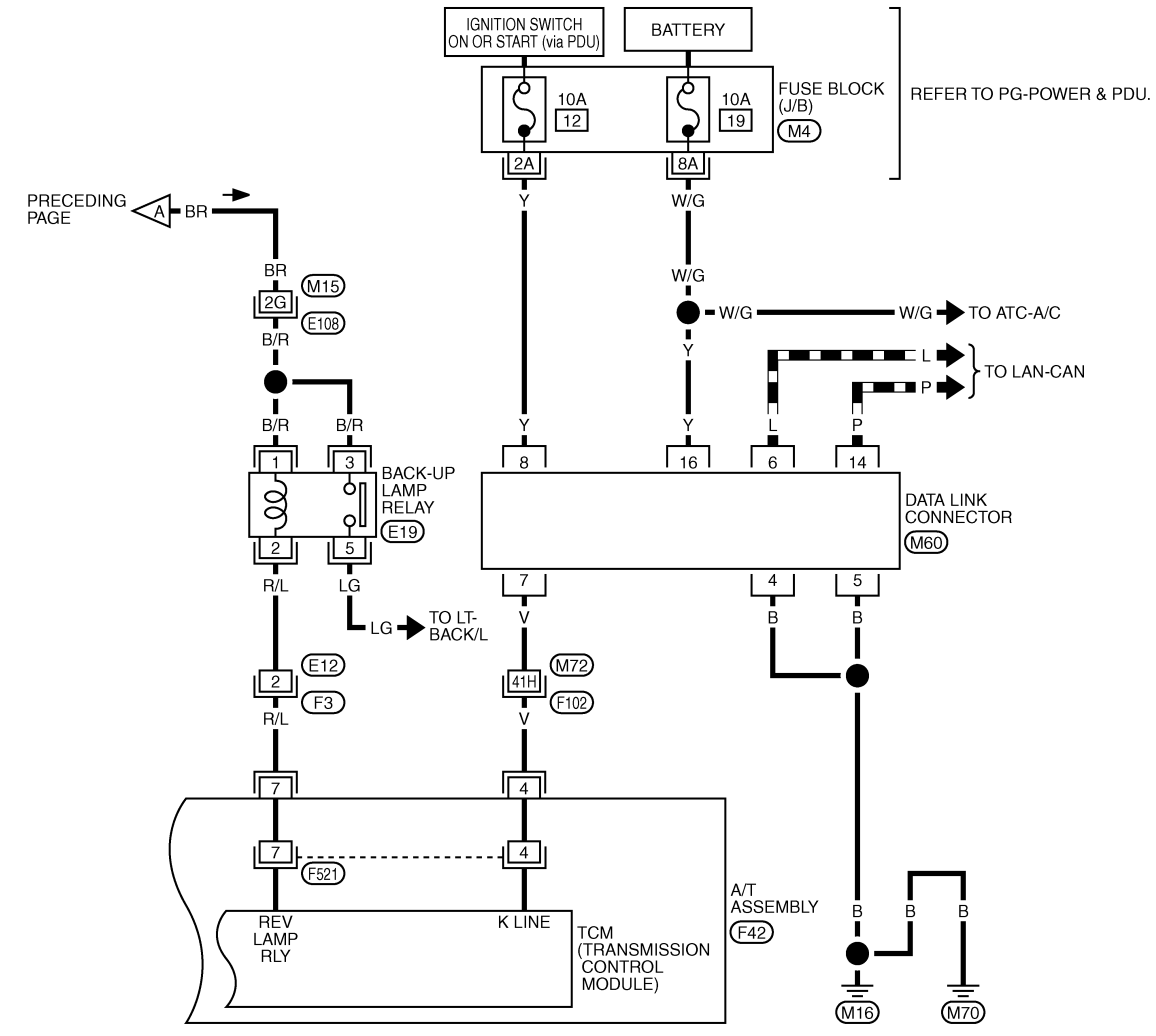 IGNITION SWITCH
ON OR START (via PDU)
BATTERY
10A
12
10A
19
FUSE BLOCK
(J/B)
M4
REFER TO PG-POWER & PDU.
2A
8A
Y
W/G
PRECEDING
PAGE
A
BR
BR
2G
M15
E108
B/R
W/G
W/G
W/G
TO ATC-A/C
Y
L
P
TO LAN-CAN
B/R
B/R
Y
Y
L
P
1
3
BACK-UP
LAMP
RELAY
E19
2
5
8
16
6
14
DATA LINK
CONNECTOR
M60
7
4
5
R/L
LG
LG
TO LT-
BACK/L
V
B
B
2
E12
F3
R/L
41H
M72
F102
V
7
4
7
4
F521
REV
LAMP
RLY
K LINE
TCM
(TRANSMISSION
CONTROL
MODULE)
A/T
ASSEMBLY
F42
B
B
B
M16
M70